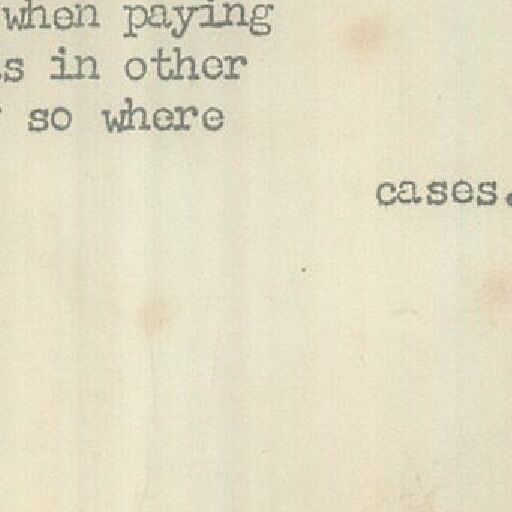 when paying
s in other
so where
cases.